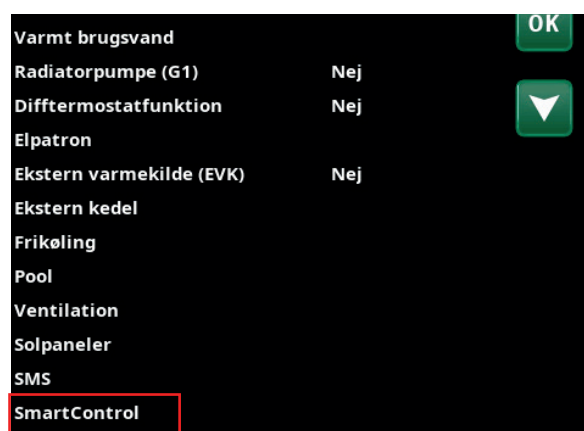 OK
Varmt brugsvand
Radiatorpumpe (G1) Nej
Difftermostatfunktion Nej
Elpatron
Ekstern varmekilde (EVK) Nej
Ekstern kedel
Frikøling
Pool
Ventilation
Solpaneler
SMS
SmartControl